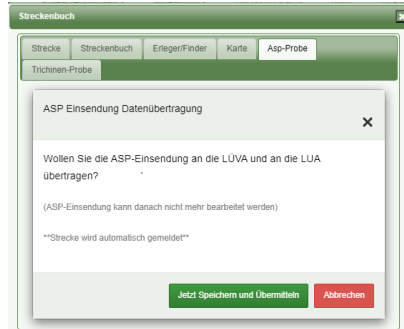 Streckenbuch
Strecke Streckenbuch Erleger/Finder Karte Asp-Probe
Trichinen-Probe
ASP Einsendung Datenübertragung
Wollen Sie die ASP-Einsendung an die LÜVA und an die LUA
übertragen?
(ASP-Einsendung kann danach nicht mehr bearbeitet werden)
**Strecke wird automatisch gemeldet**
Jetzt Speichern und Übermitteln Abbrechen